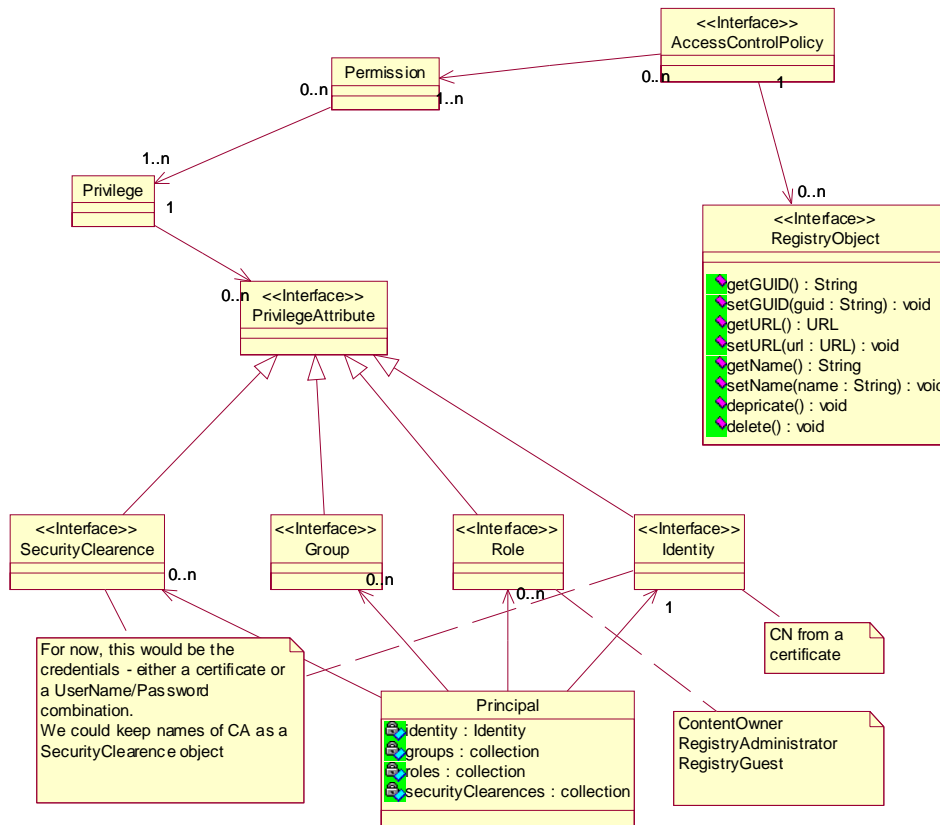 <<Interface>>
AccessControlPolicy
0..n
1
Permission
0..n
1..n
1..n
Privilege
1
0..n
<<Interface>>
RegistryObject
getGUID() : String
setGUID(guid : String) : void
getURL() : URL
setURL(url : URL) : void
getName() : String
setName(name : String) : void
depricate() : void
delete() : void
0..n
<<Interface>>
PrivilegeAttribute
<<Interface>>
SecurityClearence
0..n
<<Interface>>
Group
0..n
<<Interface>>
Role
0..n
<<Interface>>
Identity
1
For now, this would be the
credentials - either a certificate or
a UserName/Password
combination.
We could keep names of CA as a
SecurityClearence object
CN from a
certificate
Principal
identity : Identity
groups : collection
roles : collection
securityClearences : collection
ContentOwner
RegistryAdministrator
RegistryGuest